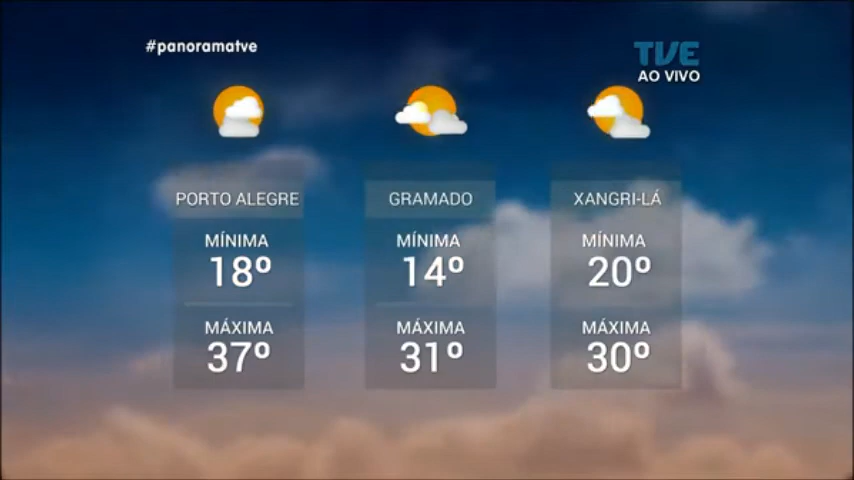 #panoramatve
TVE
AO VIVO
PORTO ALEGRE
MÍNIMA
18º
MÁXIMA
37º
GRAMADO
MÍNIMA
14º
MÁXIMA
31º
XANGRI-LÁ
MÍNIMA
20º
MÁXIMA
30º